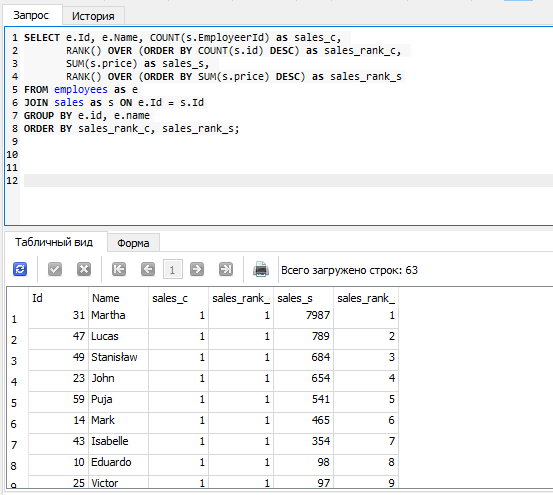 Запрос История
1 SELECT e.Id, e.Name, COUNT(s.EmployeerId) as sales_c,
2 RANK() OVER (ORDER BY COUNT(s.id) DESC) as sales_rank_c,
3 SUM(s.price) as sales_s,
4 RANK() OVER (ORDER BY SUM(s.price) DESC) as sales_rank_s
5 FROM employees as e
6 JOIN sales as s ON e.Id = s.Id
7 GROUP BY e.id, e.name
8 ORDER BY sales_rank_c, sales_rank_s;
9
10
11
12
Табличный вид Форма
1 Всего загружено строк: 63
Id Name sales_c sales_rank_ sales_s sales_rank_
1 31 Martha 1 1 7987 1
2 47 Lucas 1 1 789 2
3 49 Stanisław 1 1 684 3
4 23 John 1 1 654 4
5 59 Puja 1 1 541 5
6 14 Mark 1 1 465 6
7 43 Isabelle 1 1 354 7
8 10 Eduardo 1 1 98 8
9 25 Victor 1 1 97 9